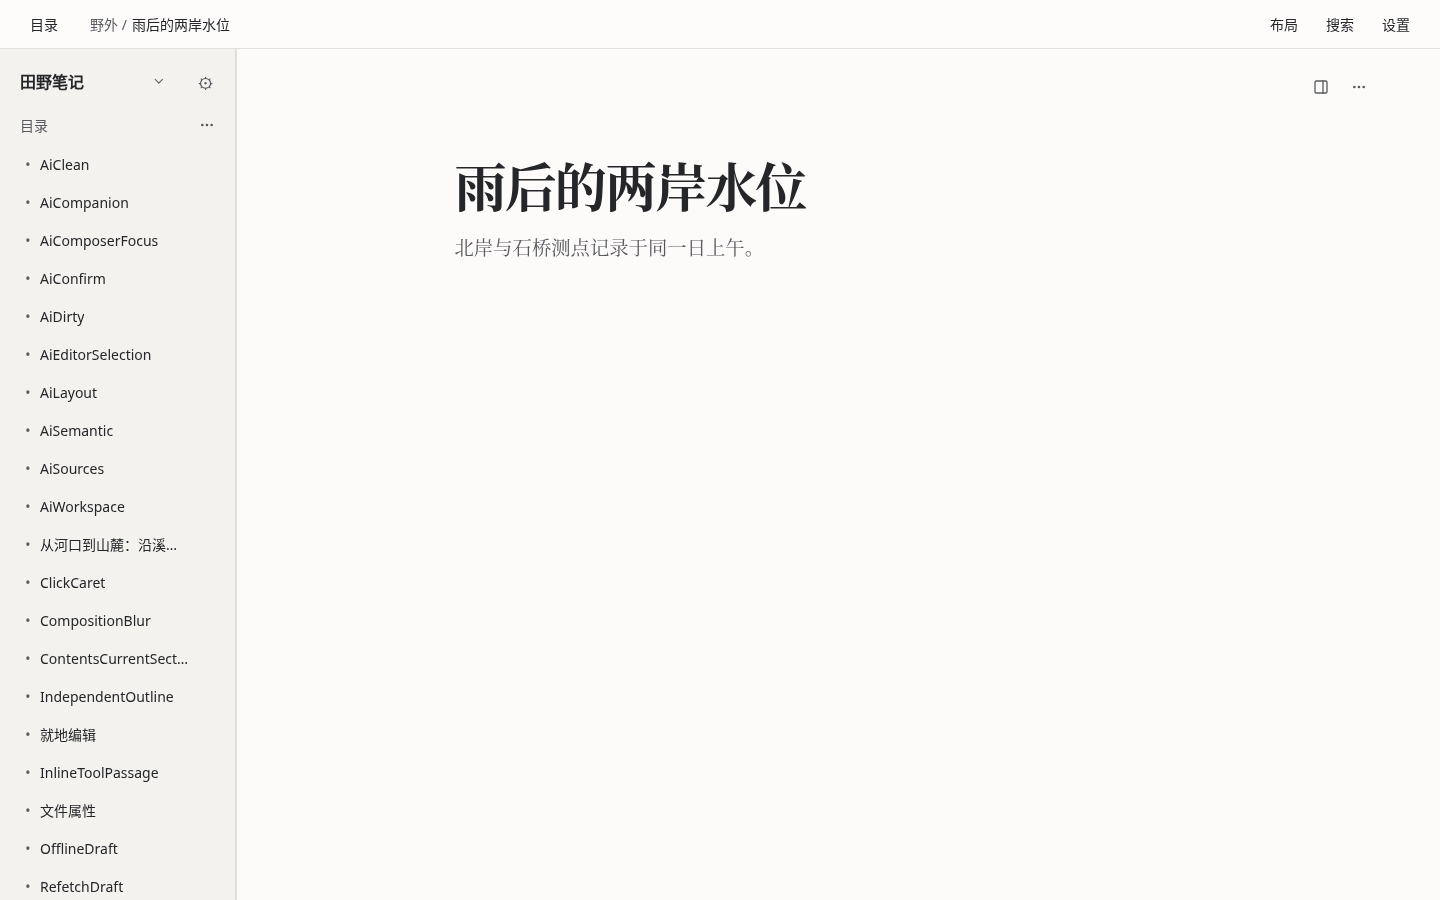 目录
野外 / 雨后的两岸水位
布局
搜索
设置
田野笔记
目录
AiClean
AiCompanion
AiComposerFocus
AiConfirm
AiDirty
AiEditorSelection
AiLayout
AiSemantic
AiSources
AiWorkspace
从河口到山麓：沿溪...
ClickCaret
CompositionBlur
ContentsCurrentSect...
IndependentOutline
就地编辑
InlineToolPassage
文件属性
OfflineDraft
RefetchDraft
雨后的两岸水位
北岸与石桥测点记录于同一日上午。